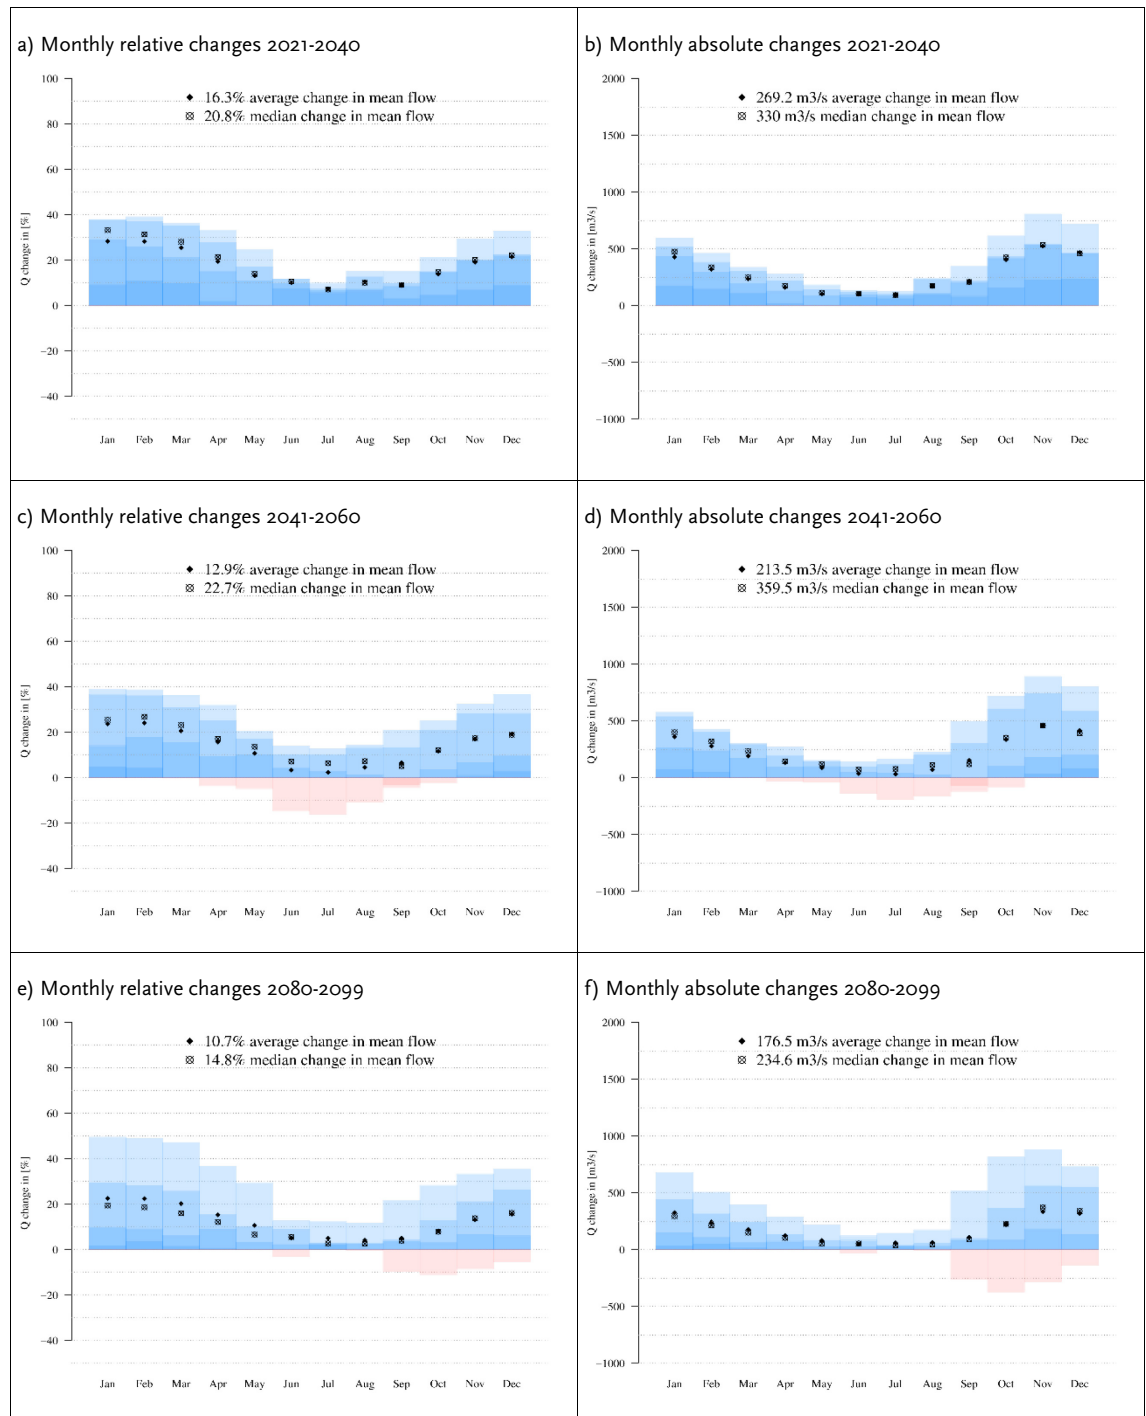 a) Monthly relative changes 2021-2040
100
80
60
40
20
0
−20
−40
Q change in [%]
16.3% average change in mean flow
20.8% median change in mean flow
Jan Feb Mar Apr May Jun Jul Aug Sep Oct Nov Dec
b) Monthly absolute changes 2021-2040
2000
1500
1000
500
0
−500
−1000
Q change in [m3/s]
269.2 m3/s average change in mean flow
330 m3/s median change in mean flow
Jan Feb Mar Apr May Jun Jul Aug Sep Oct Nov Dec
c) Monthly relative changes 2041-2060
100
80
60
40
20
0
−20
−40
Q change in [%]
12.9% average change in mean flow
22.7% median change in mean flow
Jan Feb Mar Apr May Jun Jul Aug Sep Oct Nov Dec
d) Monthly absolute changes 2041-2060
2000
1500
1000
500
0
−500
−1000
Q change in [m3/s]
213.5 m3/s average change in mean flow
359.5 m3/s median change in mean flow
Jan Feb Mar Apr May Jun Jul Aug Sep Oct Nov Dec
e) Monthly relative changes 2080-2099
100
80
60
40
20
0
−20
−40
Q change in [%]
10.7% average change in mean flow
14.8% median change in mean flow
Jan Feb Mar Apr May Jun Jul Aug Sep Oct Nov Dec
f) Monthly absolute changes 2080-2099
2000
1500
1000
500
0
−500
−1000
Q change in [m3/s]
176.5 m3/s average change in mean flow
234.6 m3/s median change in mean flow
Jan Feb Mar Apr May Jun Jul Aug Sep Oct Nov Dec